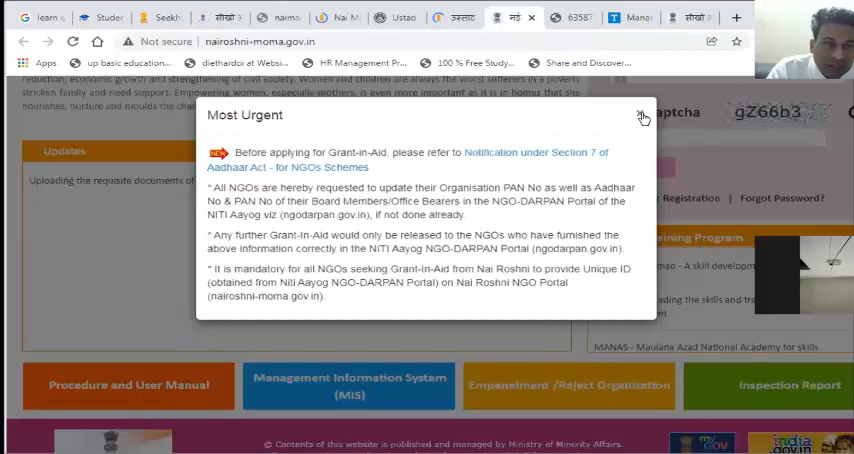 learn
Studer
Seekh
सीखो
naima
Nai M
Ustad
उस्ताद
नई
63587
Manas
सीखो
Not secure
nairoshni-moma.gov.in
Apps
up basic education...
diethardoi at Websi...
HR Management Pr...
100 % Free Study...
Share and Discover...
reduction, economic growth and strengthening of civil society. Women and children are always the worst sufferers in a poverty
stricken family and need support. Empowering women, especially mothers, is even more important as it is in homes that she
nourishes, nurture and moulds the cha
Most Urgent
aptcha
gZ66b3
Updates
NEW Before applying for Grant-in-Aid, please refer to Notification under Section 7 of
Aadhaar Act - for NGOs Schemes
Uploading the requisite documents of
* All NGOs are hereby requested to update their Organisation PAN No as well as Aadhaar
No & PAN No of their Board Members/Office Bearers in the NGO-DARPAN Portal of the
NITI Aayog viz.(ngodarpan.gov.in), if not done already.
r Registration | Forgot Password?
* Any further Grant-In-Aid would only be released to the NGOs who have furnished the
above information correctly in the NiTi Aayog NGO-DARPAN Portal (ngodarpan.gov.in).
aining Program
* It is mandatory for all NGOs seeking Grant-In-Aid from Nai Roshni to provide Unique ID
(obtained from Niti Aayog NGO-DARPAN Portal) on Nai Roshni NGO Portal
(nairoshni-moma.gov.in).
mao - A skill developm
ading the skills and tra
ent
MANAS - Maulana Azad National Academy for skills
Procedure and User Manual
Management Information System
(MIS)
Empanelment /Reject Organization
Inspection Report
© Contents of this website is published and managed by Ministry of Minority Affairs.
my
GOV
india
gov.in